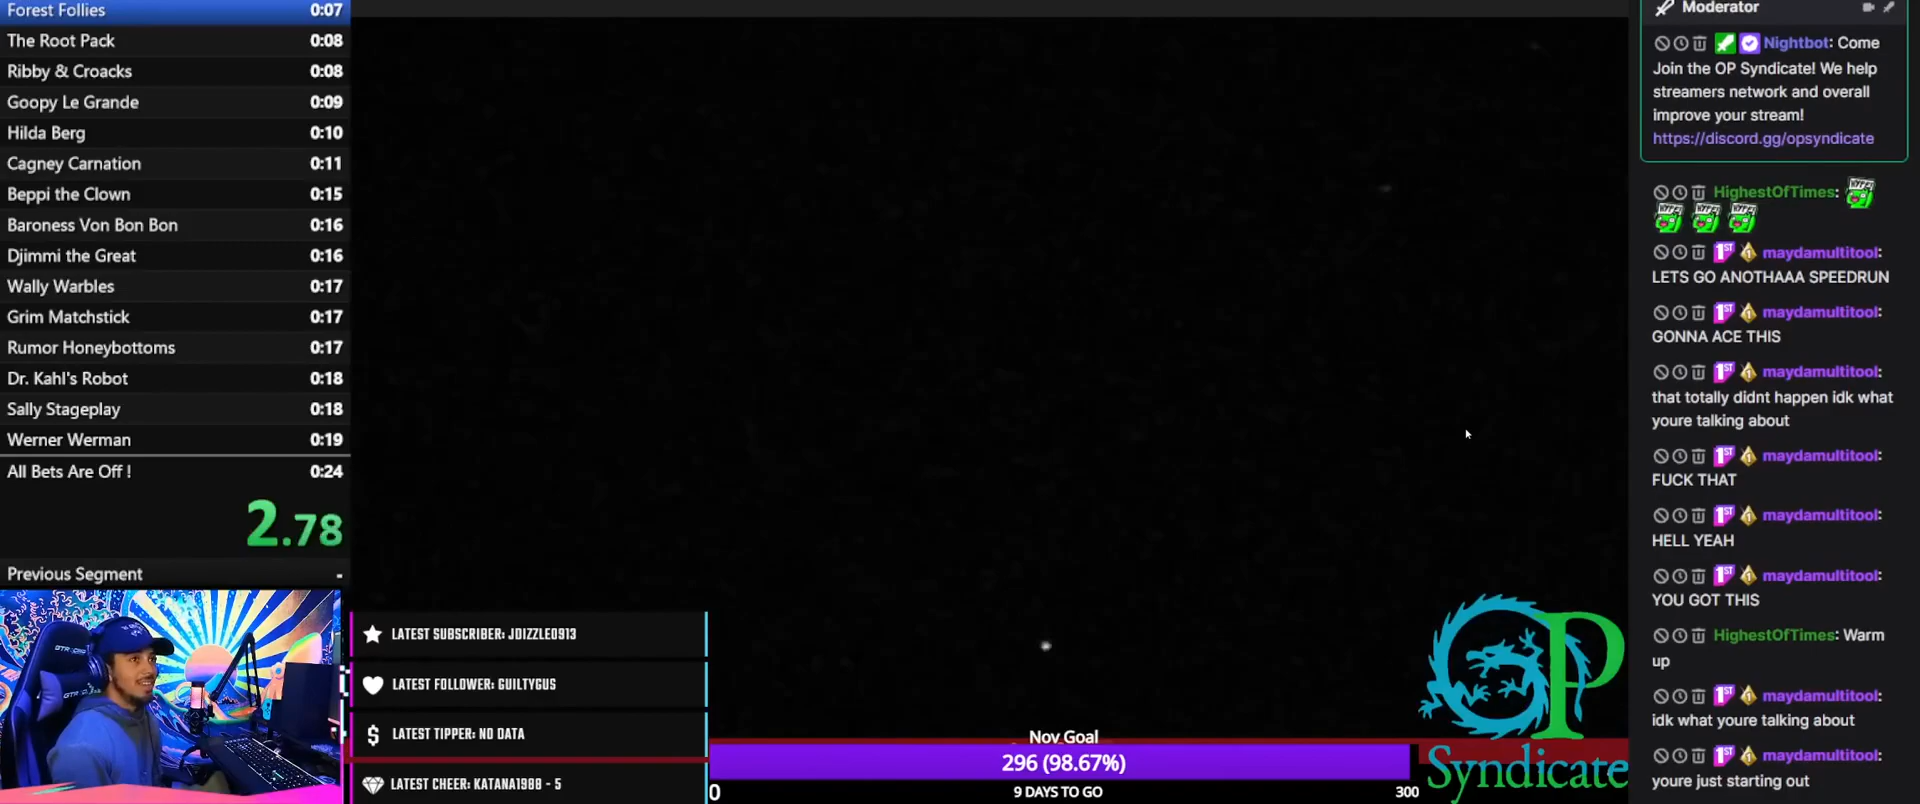 Forest Follies 0:07
The Root Pack 0:08
Ribby & Croacks 0:08
Goopy Le Grande 0:09
Hilda Berg 0:10
Cagney Carnation 0:11
Beppi the Clown 0:15
Baroness Von Bon Bon 0:16
Djimmi the Great 0:16
Wally Warbles 0:17
Grim Matchstick 0:17
Rumor Honeybottoms 0:17
Dr. Kahl's Robot 0:18
Sally Stageplay 0:18
Werner Werman 0:19
All Bets Are Off ! 0:24
2.78
Previous Segment -
LATEST SUBSCRIBER: JDIZZLE0913
LATEST FOLLOWER: GUILTYGUS
LATEST TIPPER: NO DATA
LATEST CHEER: KATANA1988 - 5
Nov Goal
296 (98.67%)
0 9 DAYS TO GO 300
OP
Syndicate
Moderator
Nightbot: Come
Join the OP Syndicate! We help
streamers network and overall
improve your stream!
https://discord.gg/opsyndicate
HighestOfTimes:
maydamultitool:
LETS GO ANOTHAAA SPEEDRUN
maydamultitool:
GONNA ACE THIS
maydamultitool:
that totally didnt happen idk what
youre talking about
maydamultitool:
FUCK THAT
maydamultitool:
HELL YEAH
maydamultitool:
YOU GOT THIS
HighestOfTimes: Warm
up
maydamultitool:
idk what youre talking about
maydamultitool:
youre just starting out